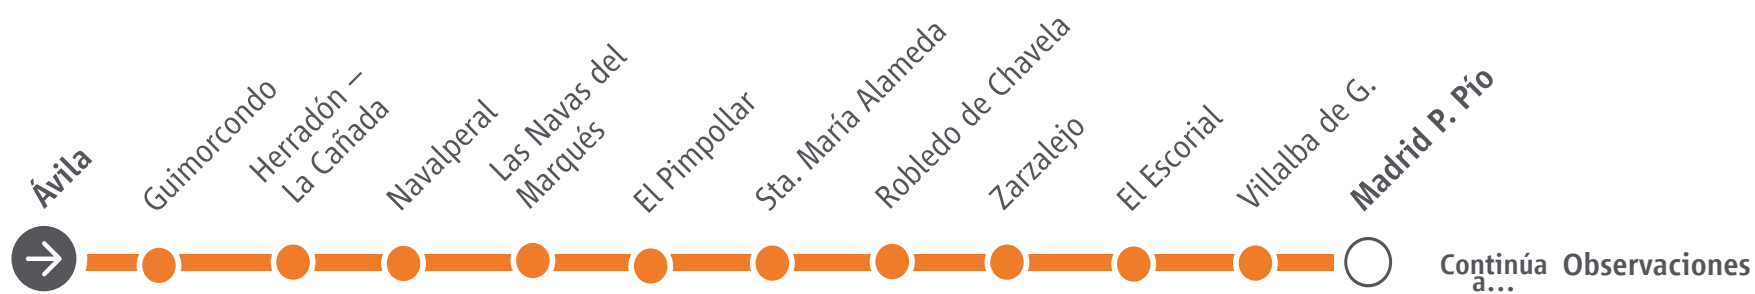 Ávila
Guimorcondo
Herradón –
La Cañada
Navalperal
Las Navas del
Marqués
El Pimpollar
Sta. María Alameda
Robledo de Chavela
Zarzalejo
El Escorial
Villalba de G.
Madrid P. Pío
Continúa
a...
Observaciones